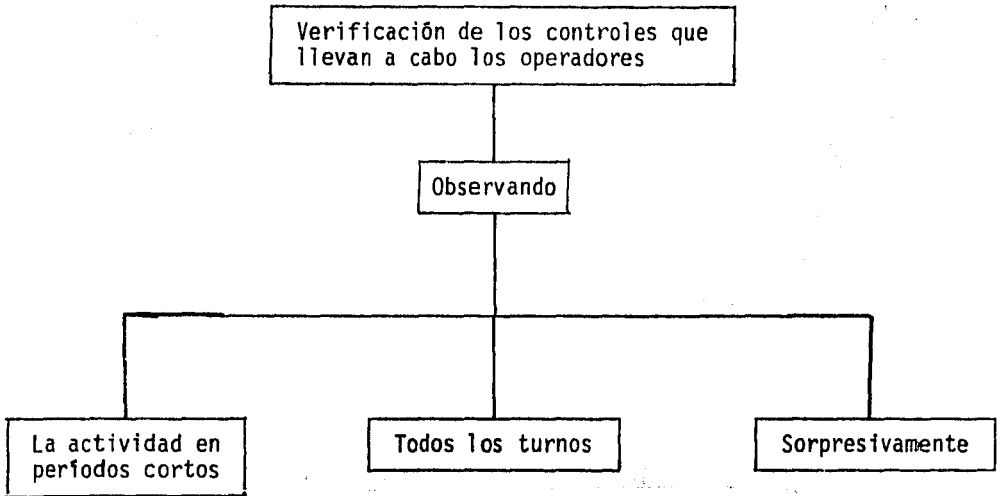 Verificación de los controles que
llevan a cabo los operadores
Observando
La actividad en
períodos cortos
Todos los turnos
Sorpresivamente